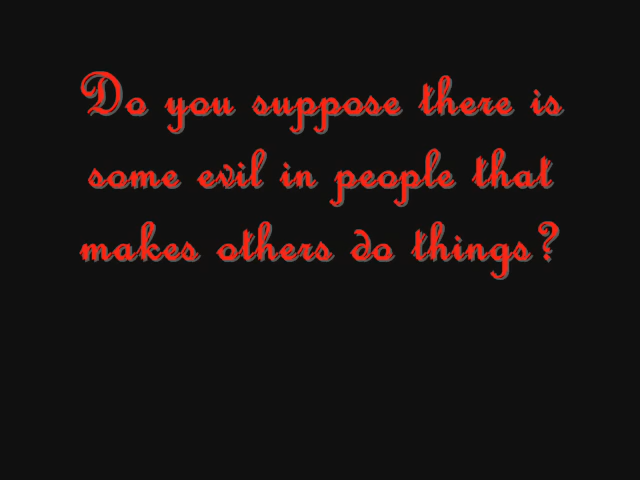 Do you suppose there is
some evil in people that
makes others do things?